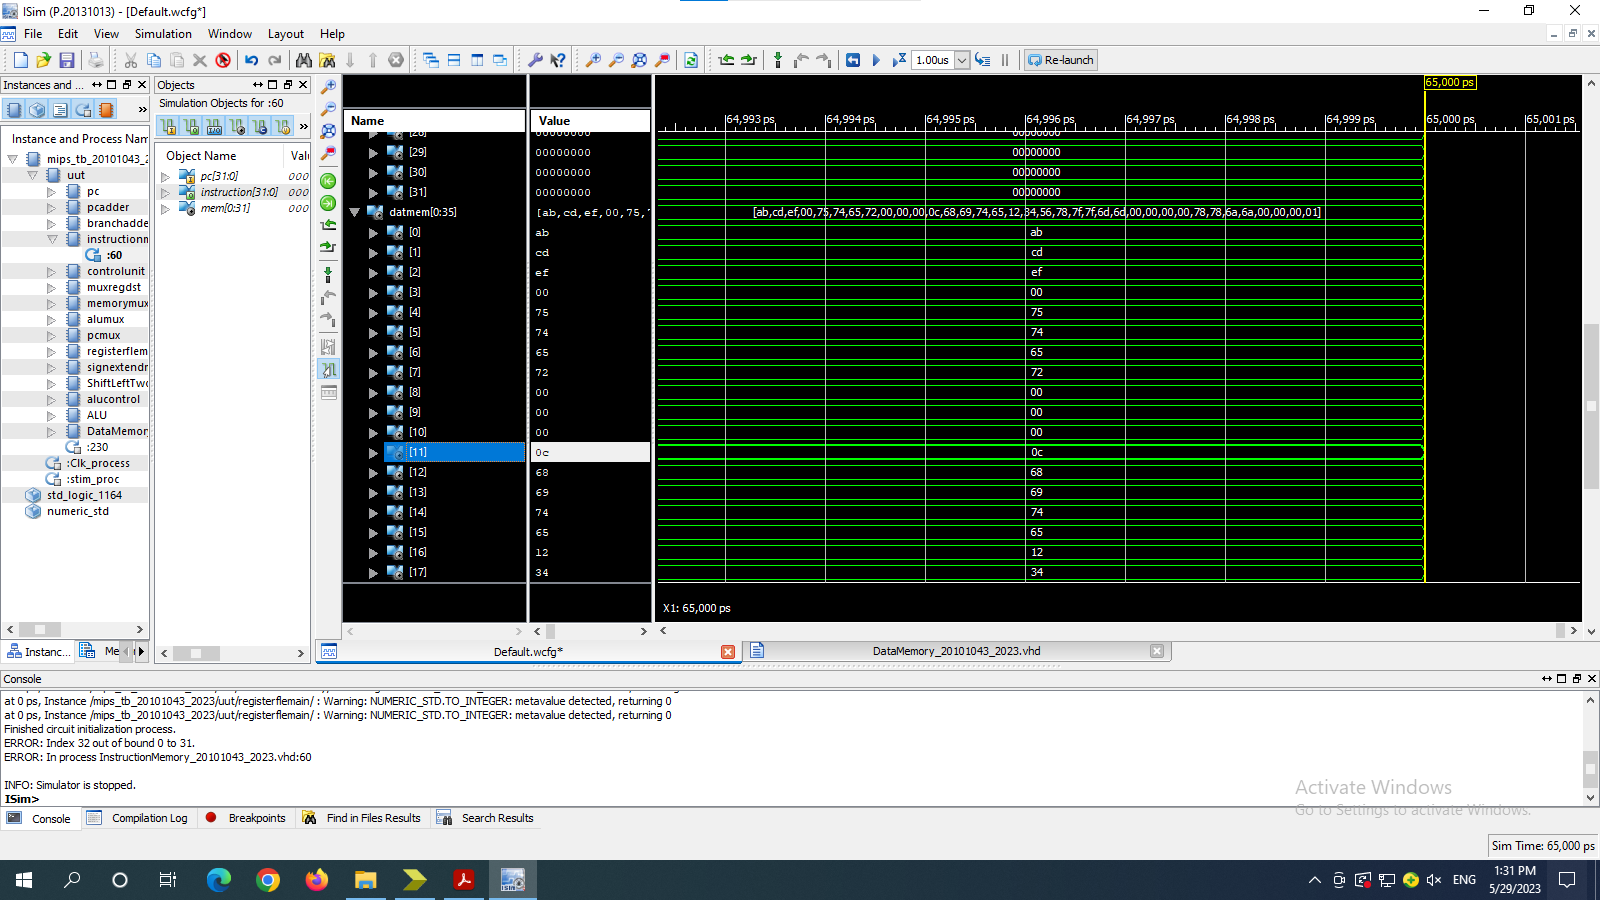 ISim (P.20131013) - [Default.wcfg*]
File Edit View Simulation Window Layout Help
1.00us Re-launch
Instances and ...
Instance and Process Nam
mips_tb_20101043_2
uut
pc
pcadder
branchadde
instructionm
:60
controlunit
muxregdst
memorymux
alumux
pcmux
registerflem
signextendr
ShiftLeftTwo
alucontrol
ALU
DataMemory
:230
:Clk_process
:stim_proc
std_logic_1164
numeric_std
Instanc...
Me
Objects
Simulation Objects for :60
Object Name Valu
pc[31:0] 000
instruction[31:0] 000
mem[0:31] 000
Name Value
64,993 ps 64,994 ps 64,995 ps 64,996 ps 64,997 ps 64,998 ps 64,999 ps 65,000 ps 65,001 ps
65,000 ps
[28] 00000000 00000000
[29] 00000000 00000000
[30] 00000000 00000000
[31] 00000000 00000000
datmem[0:35] [ab,cd,ef,00,75,7 [ab,cd,ef,00,75,74,65,72,00,00,00,0c,68,69,74,65,12,34,56,78,7f,7f,6d,6d,00,00,00,00,78,78,6a,6a,00,00,00,01]
[0] ab ab
[1] cd cd
[2] ef ef
[3] 00 00
[4] 75 75
[5] 74 74
[6] 65 65
[7] 72 72
[8] 00 00
[9] 00 00
[10] 00 00
[11] 0c 0c
[12] 68 68
[13] 69 69
[14] 74 74
[15] 65 65
[16] 12 12
[17] 34 34
X1: 65,000 ps
Default.wcfg* DataMemory_20101043_2023.vhd
Console
at 0 ps, Instance /mips_tb_20101043_2023/uut/registerflemain/ : Warning: NUMERIC_STD.TO_INTEGER: metavalue detected, returning 0
at 0 ps, Instance /mips_tb_20101043_2023/uut/registerflemain/ : Warning: NUMERIC_STD.TO_INTEGER: metavalue detected, returning 0
Finished circuit initialization process.
ERROR: Index 32 out of bound 0 to 31.
ERROR: In process InstructionMemory_20101043_2023.vhd:60
INFO: Simulator is stopped.
ISim>
Activate Windows
Go to Settings to activate Windows.
Console Compilation Log Breakpoints Find in Files Results Search Results
Sim Time: 65,000 ps
ENG
1:31 PM
5/29/2023